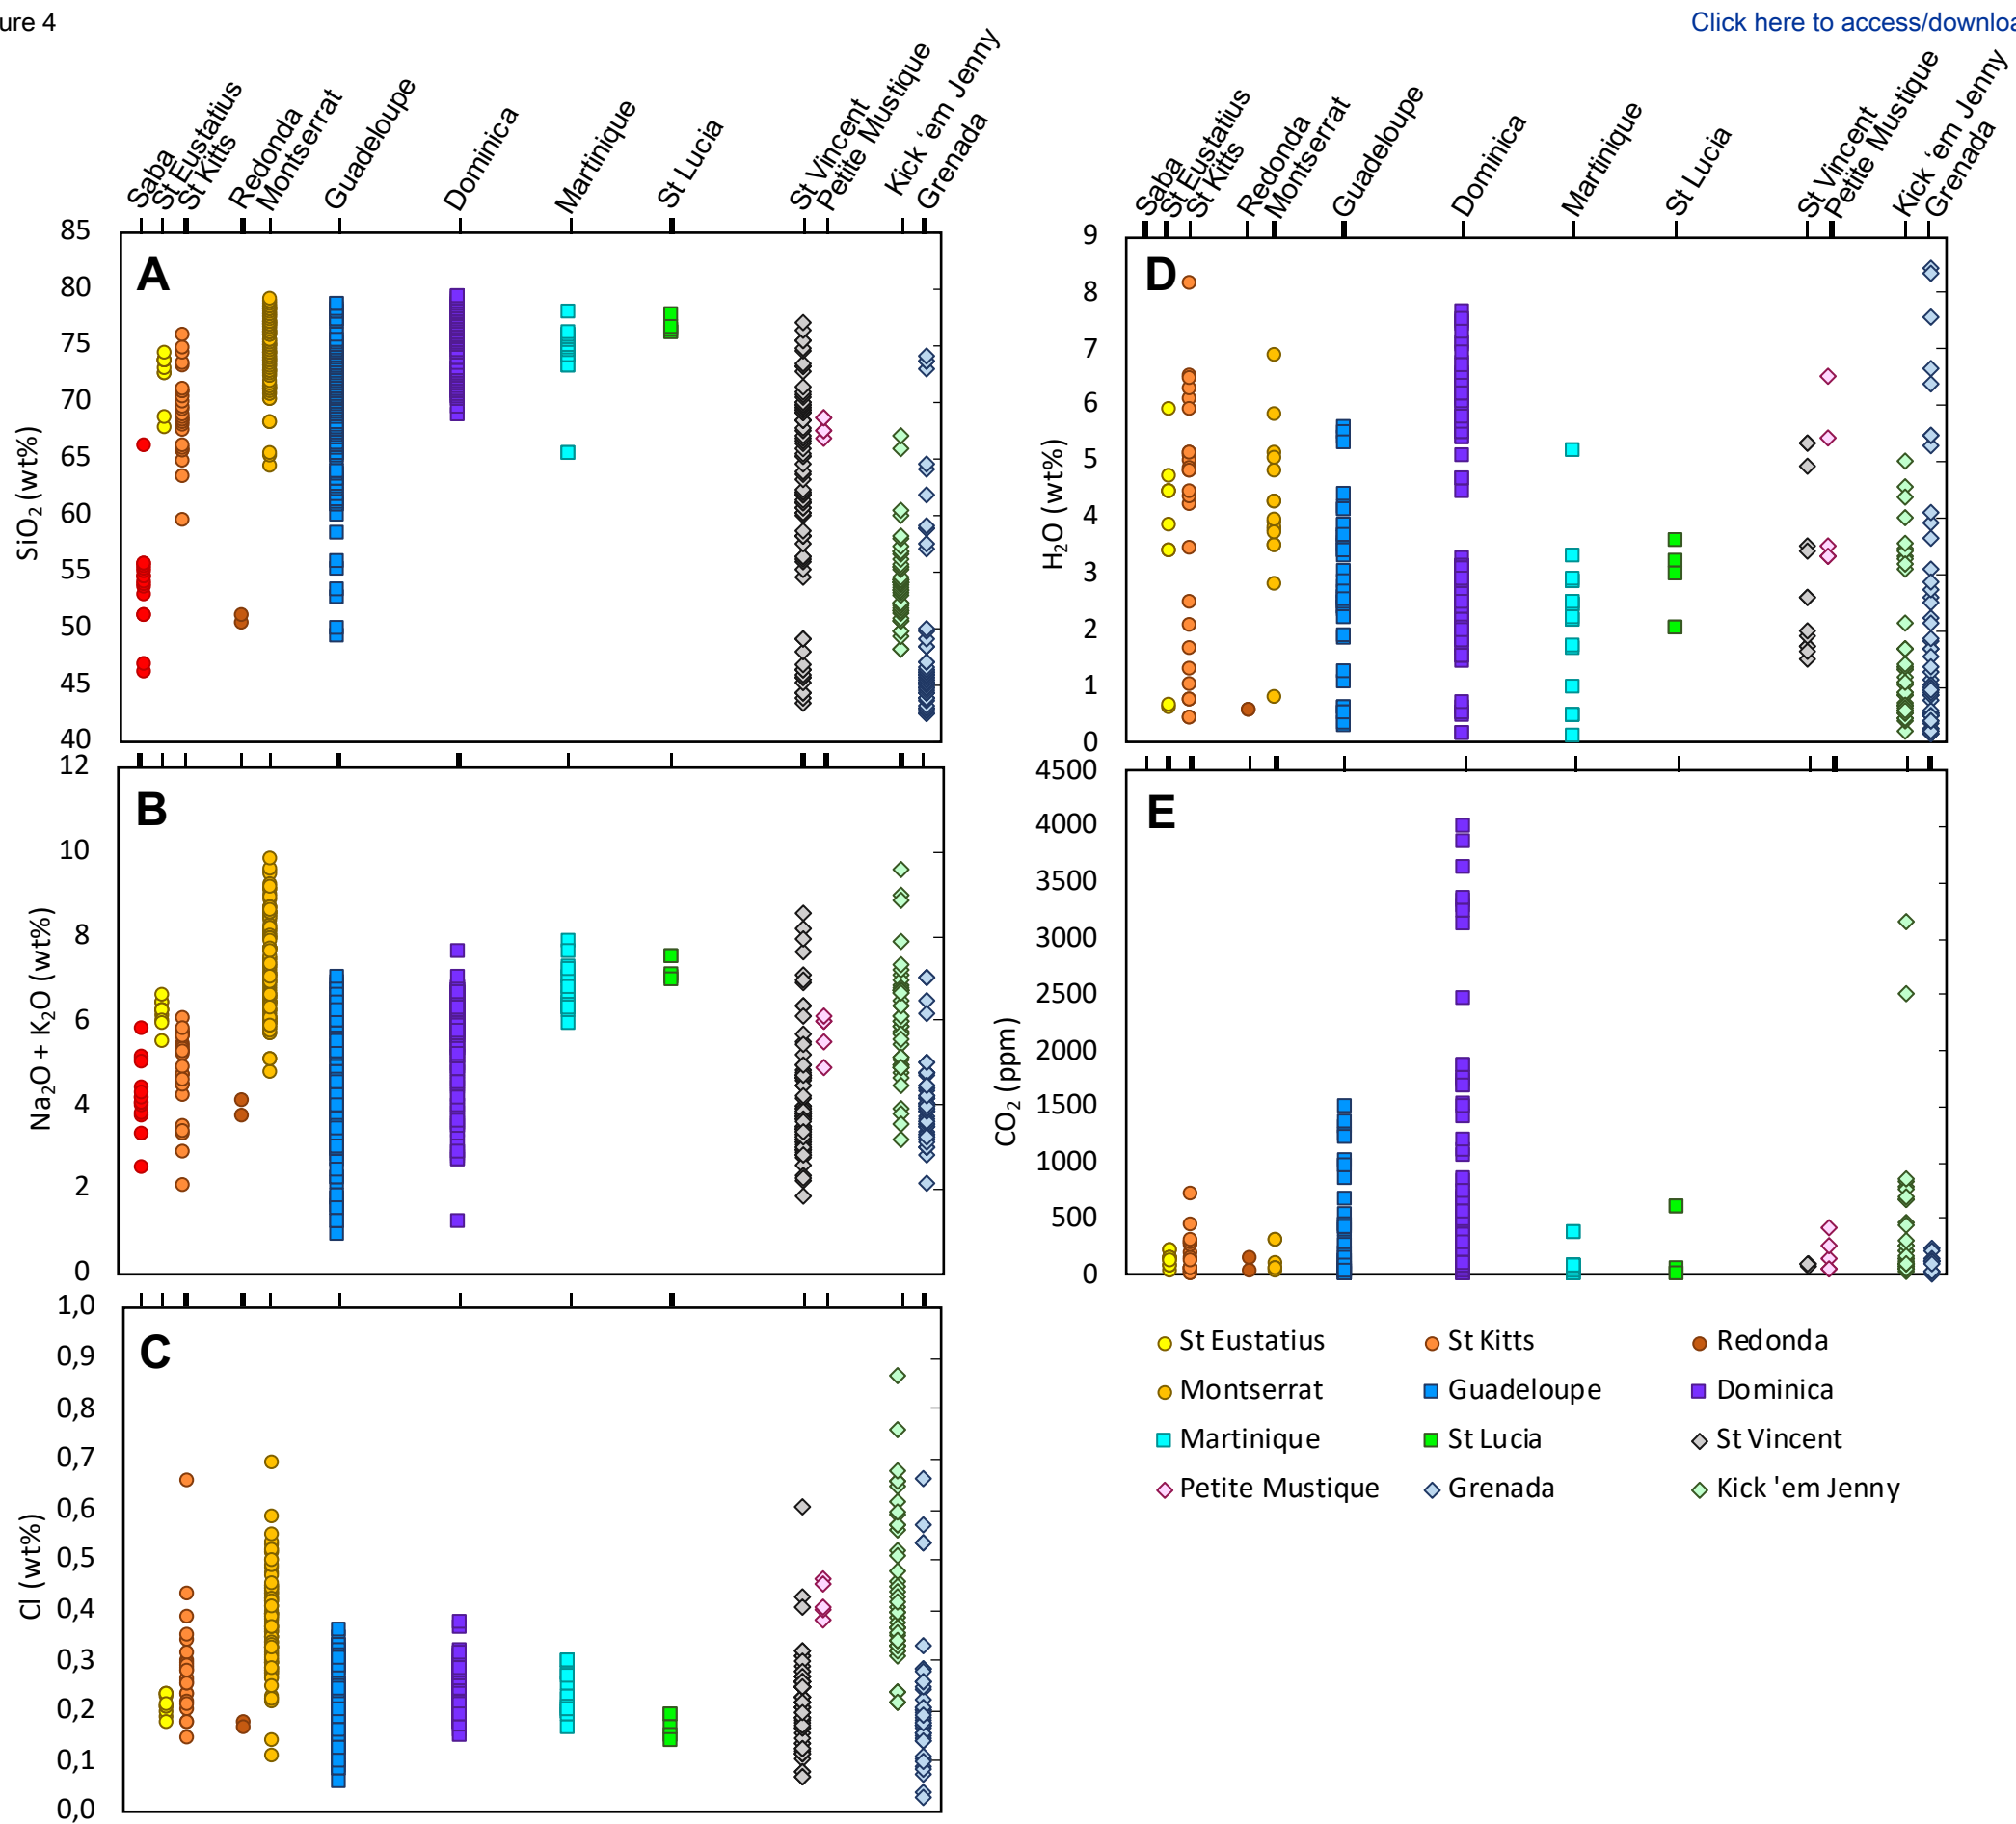 ure 4
Click here to access/downloa
Saba
St Eustatius
St Kitts
Redonda
Montserrat
Guadeloupe
Dominica
Martinique
St Lucia
St Vincent
Petite Mustique
Kick ‘em Jenny
Grenada
A
SiO2 (wt%)
85
80
75
70
65
60
55
50
45
40
B
Na2O + K2O (wt%)
12
10
8
6
4
2
0
C
Cl (wt%)
1,0
0,9
0,8
0,7
0,6
0,5
0,4
0,3
0,2
0,1
0,0
Saba
St Eustatius
St Kitts
Redonda
Montserrat
Guadeloupe
Dominica
Martinique
St Lucia
St Vincent
Petite Mustique
Kick ‘em Jenny
Grenada
D
H2O (wt%)
9
8
7
6
5
4
3
2
1
0
E
CO2 (ppm)
4500
4000
3500
3000
2500
2000
1500
1000
500
0
St Eustatius St Kitts Redonda
Montserrat Guadeloupe Dominica
Martinique St Lucia St Vincent
Petite Mustique Grenada Kick 'em Jenny